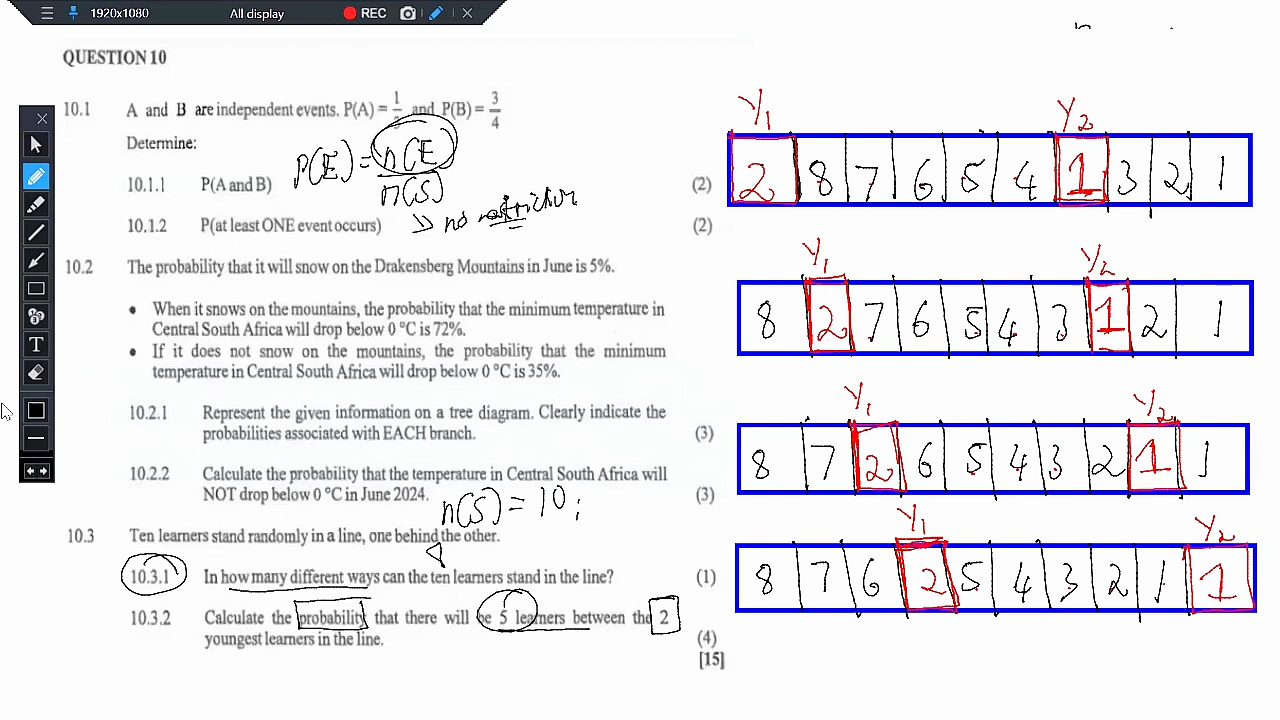 1920x1080 All display REC
QUESTION 10
10.1 A and B are independent events. P(A) = 1/3 and P(B) = 3/4
Determine:
P(E) = n(E)/n(S)
10.1.1 P(A and B) (2)
>> no restriction
10.1.2 P(at least ONE event occurs) (2)
10.2 The probability that it will snow on the Drakensberg Mountains in June is 5%.
• When it snows on the mountains, the probability that the minimum temperature in
Central South Africa will drop below 0 °C is 72%.
• If it does not snow on the mountains, the probability that the minimum
temperature in Central South Africa will drop below 0 °C is 35%.
10.2.1 Represent the given information on a tree diagram. Clearly indicate the
probabilities associated with EACH branch. (3)
10.2.2 Calculate the probability that the temperature in Central South Africa will
NOT drop below 0 °C in June 2024. (3)
n(S) = 10!
10.3 Ten learners stand randomly in a line, one behind the other.
10.3.1 In how many different ways can the ten learners stand in the line? (1)
10.3.2 Calculate the probability that there will be 5 learners between the 2
youngest learners in the line. (4)
[15]
Y1 Y2
2 8 7 6 5 4 1 3 2 1
Y1 Y2
8 2 7 6 5 4 3 1 2 1
Y1 Y2
8 7 2 6 5 4 3 2 1 1
Y1 Y2
8 7 6 2 5 4 3 2 1 1